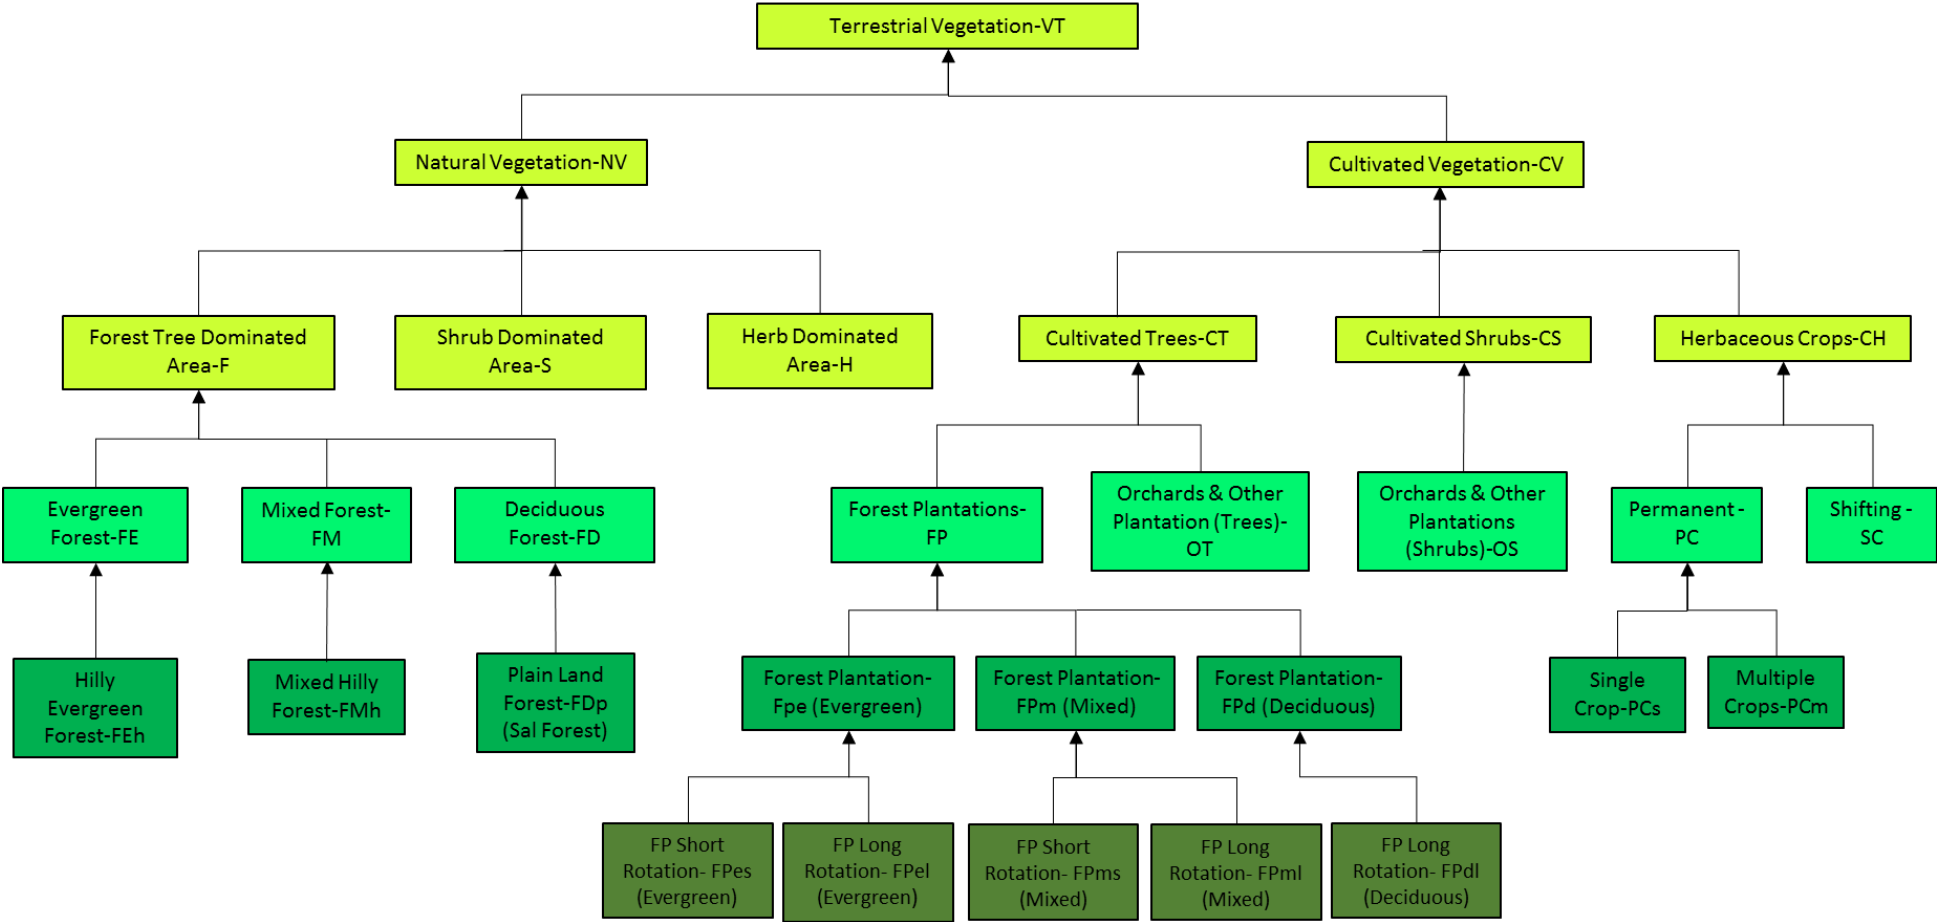 Terrestrial Vegetation-VT
Natural Vegetation-NV
Cultivated Vegetation-CV
Forest Tree Dominated
Area-F
Shrub Dominated
Area-S
Herb Dominated
Area-H
Cultivated Trees-CT
Cultivated Shrubs-CS
Herbaceous Crops-CH
Evergreen
Forest-FE
Mixed Forest-
FM
Deciduous
Forest-FD
Forest Plantations-
FP
Orchards & Other
Plantation (Trees)-
OT
Orchards & Other
Plantations
(Shrubs)-OS
Permanent -
PC
Shifting -
SC
Hilly
Evergreen
Forest-FEh
Mixed Hilly
Forest-FMh
Plain Land
Forest-FDp
(Sal Forest)
Forest Plantation-
Fpe (Evergreen)
Forest Plantation-
FPm (Mixed)
Forest Plantation-
FPd (Deciduous)
Single
Crop-PCs
Multiple
Crops-PCm
FP Short
Rotation- FPes
(Evergreen)
FP Long
Rotation- FPel
(Evergreen)
FP Short
Rotation- FPms
(Mixed)
FP Long
Rotation- FPml
(Mixed)
FP Long
Rotation- FPdl
(Deciduous)